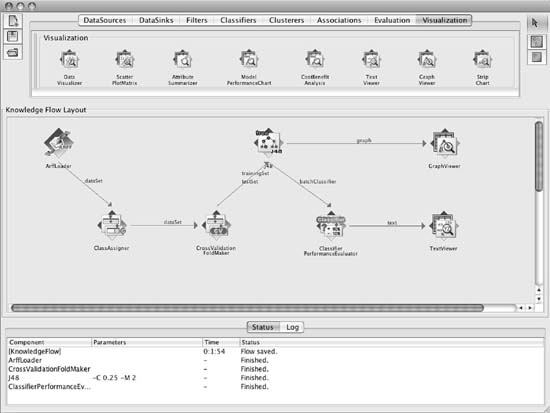 DataSources DataSinks Filters Classifiers Clusterers Associations Evaluation Visualization
Visualization
Data Visualizer
Scatter PlotMatrix
Attribute Summarizer
Model PerformanceChart
CostBenefit Analysis
Text Viewer
Graph Viewer
Strip Chart
Knowledge Flow Layout
ArffLoader
J48
graph
GraphViewer
dataSet
trainingSet
testSet
batchClassifier
ClassAssigner
dataSet
CrossValidation FoldMaker
Classifier PerformanceEvaluator
text
TextViewer
Status Log
Component Parameters Time Status
[KnowledgeFlow] 0:1:54 Flow saved.
ArffLoader - Finished.
CrossValidationFoldMaker - Finished.
J48 -C 0.25 -M 2 - Finished.
ClassifierPerformanceEv... - Finished.